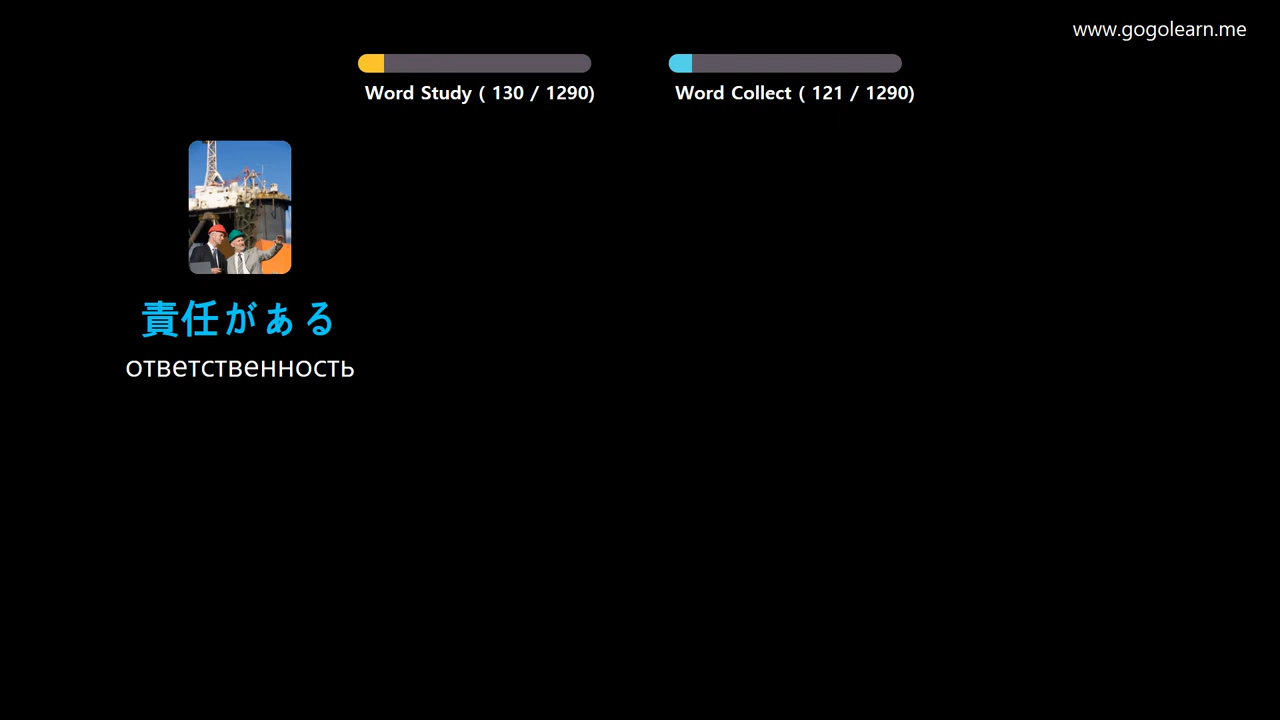 www.gogolearn.me
Word Study ( 130 / 1290)
Word Collect ( 121 / 1290)
責任がある
ответственность